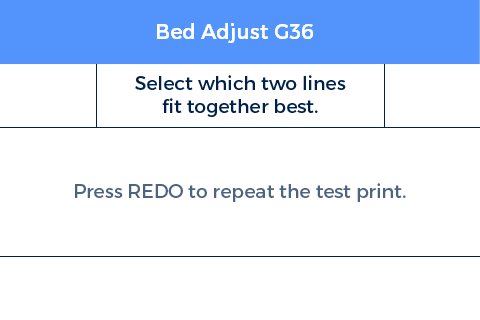 Bed Adjust G36
Select which two lines
fit together best.
Press REDO to repeat the test print.